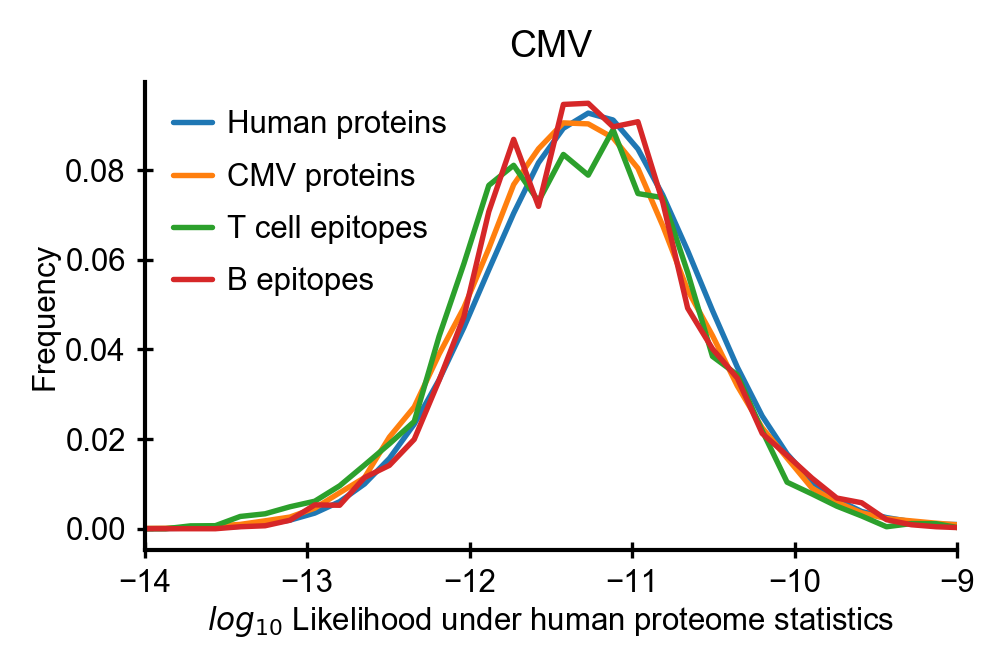 CMV
Human proteins
CMV proteins
T cell epitopes
B epitopes
Frequency
0.08
0.06
0.04
0.02
0.00
−14 −13 −12 −11 −10 −9
log10 Likelihood under human proteome statistics